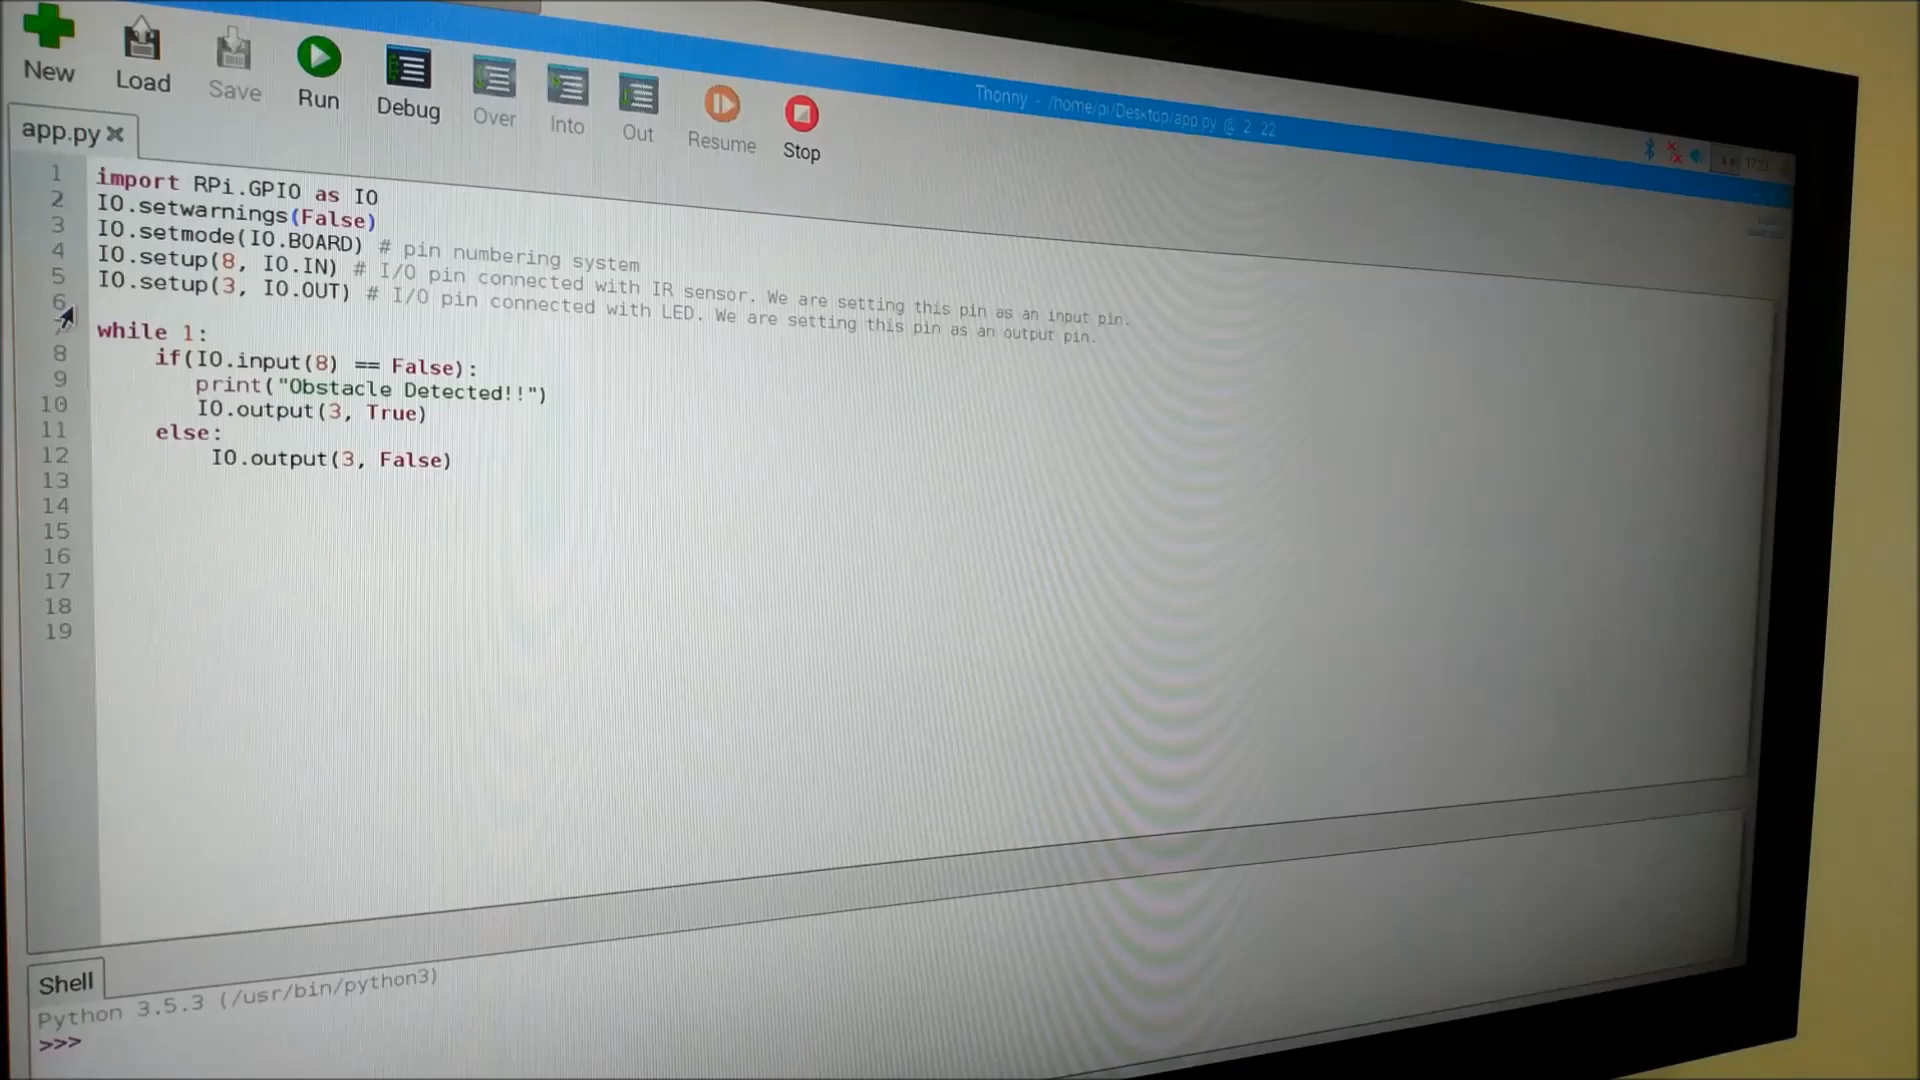 Thonny - /home/pi/Desktop/app.py @ 2 22
New Load Save Run Debug Over Into Out Resume Stop
app.py
1 import RPi.GPIO as IO
2 IO.setwarnings(False)
3 IO.setmode(IO.BOARD) # pin numbering system
4 IO.setup(8, IO.IN) # I/O pin connected with IR sensor. We are setting this pin as an input pin.
5 IO.setup(3, IO.OUT) # I/O pin connected with LED. We are setting this pin as an output pin.
6
7 while 1:
8 if(IO.input(8) == False):
9 print("Obstacle Detected!!")
10 IO.output(3, True)
11 else:
12 IO.output(3, False)
13
14
15
16
17
18
19
Shell
Python 3.5.3 (/usr/bin/python3)
>>>